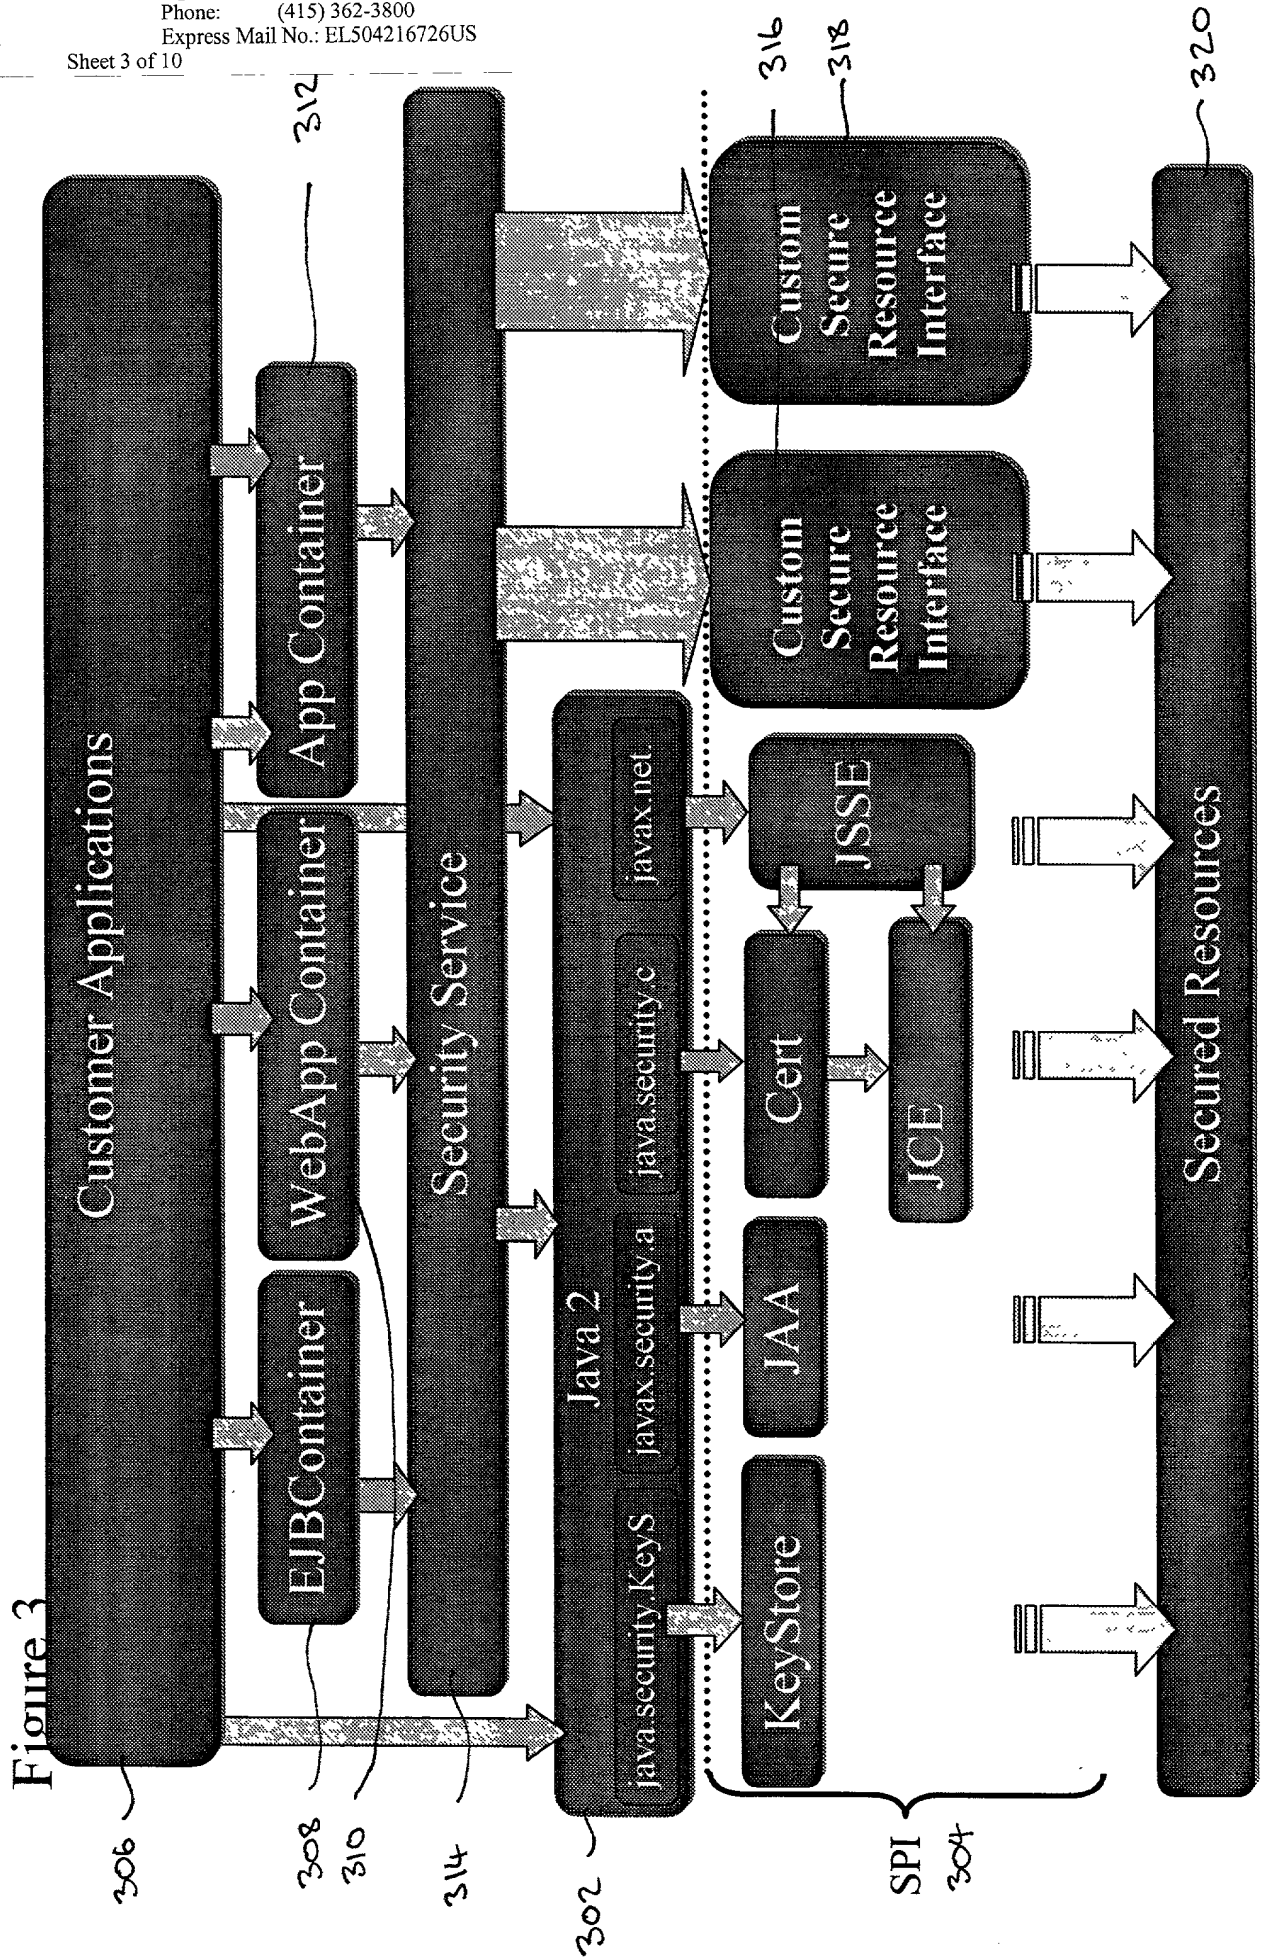 Phone: (415) 362-3800
Express Mail No.: EL504216726US
Sheet 3 of 10
Figure 3
306
Customer Applications
308
310
312
EJBContainer
WebApp Container
App Container
314
Security Service
302
Java 2
java.security.KeyS
javax.security.a
java.security.c
javax.net
SPI
304
KeyStore
JAA
Cert
JCE
JSSE
316
Custom
Secure
Resource
Interface
318
Custom
Secure
Resource
Interface
320
Secured Resources